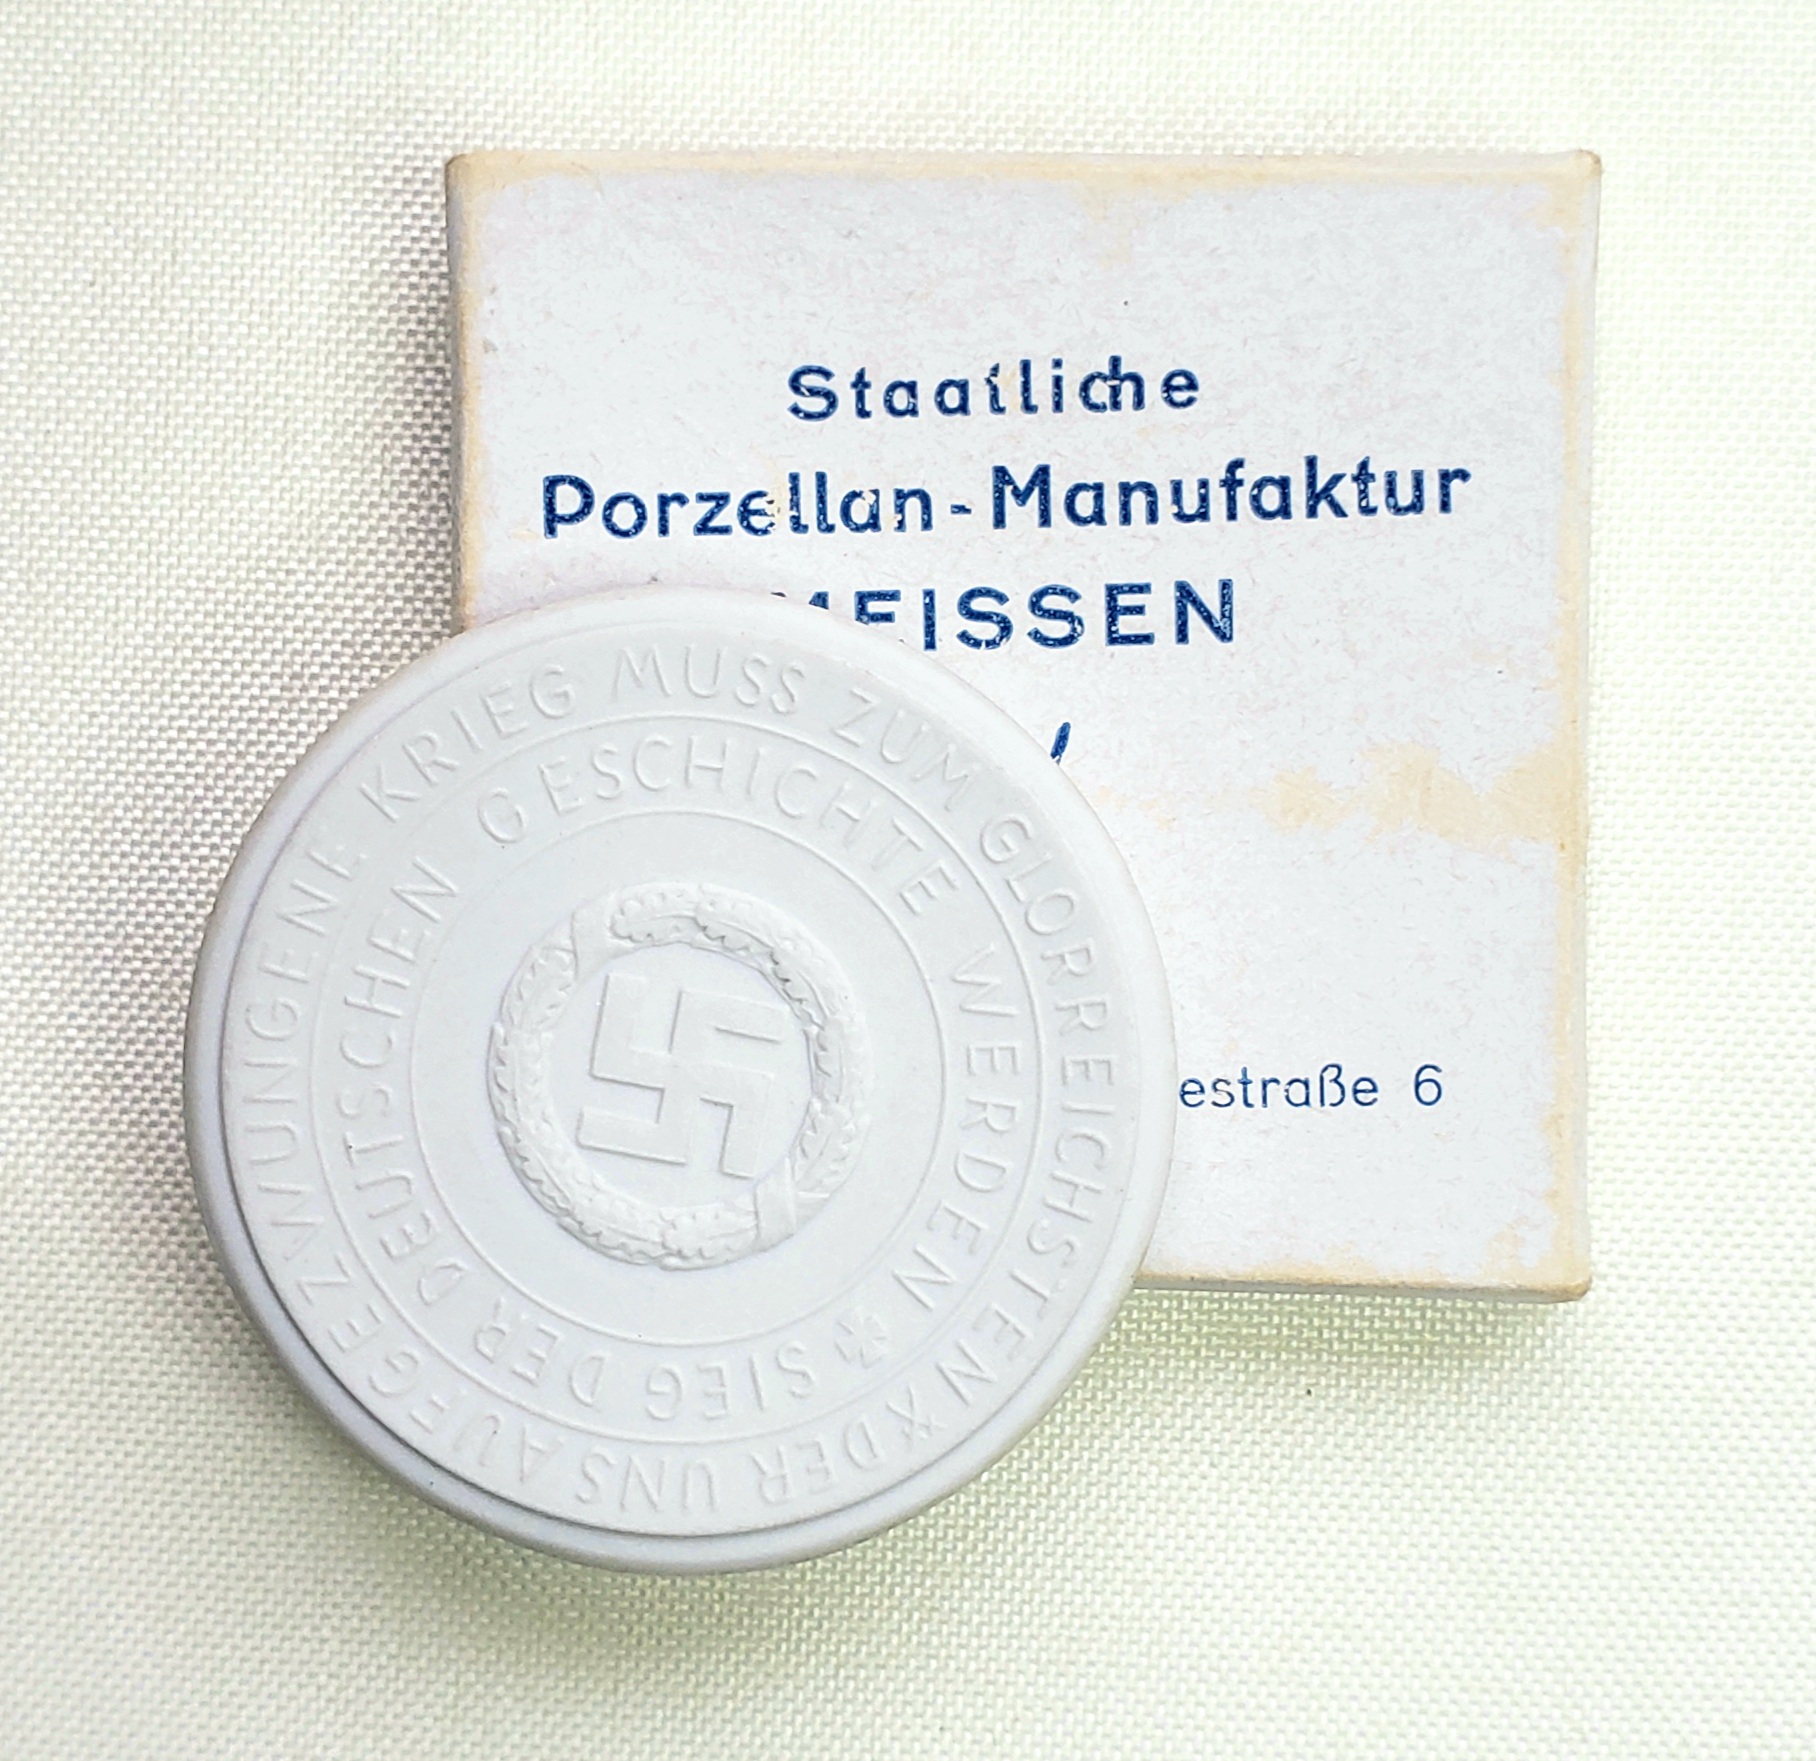 Staatliche
Porzellan-Manufaktur
MEISSEN
estraße 6
DER UNS AUFGEZWUNGENE KRIEG MUSS ZUM GLORREICHSTEN
SIEG DER DEUTSCHEN GESCHICHTE WERDEN